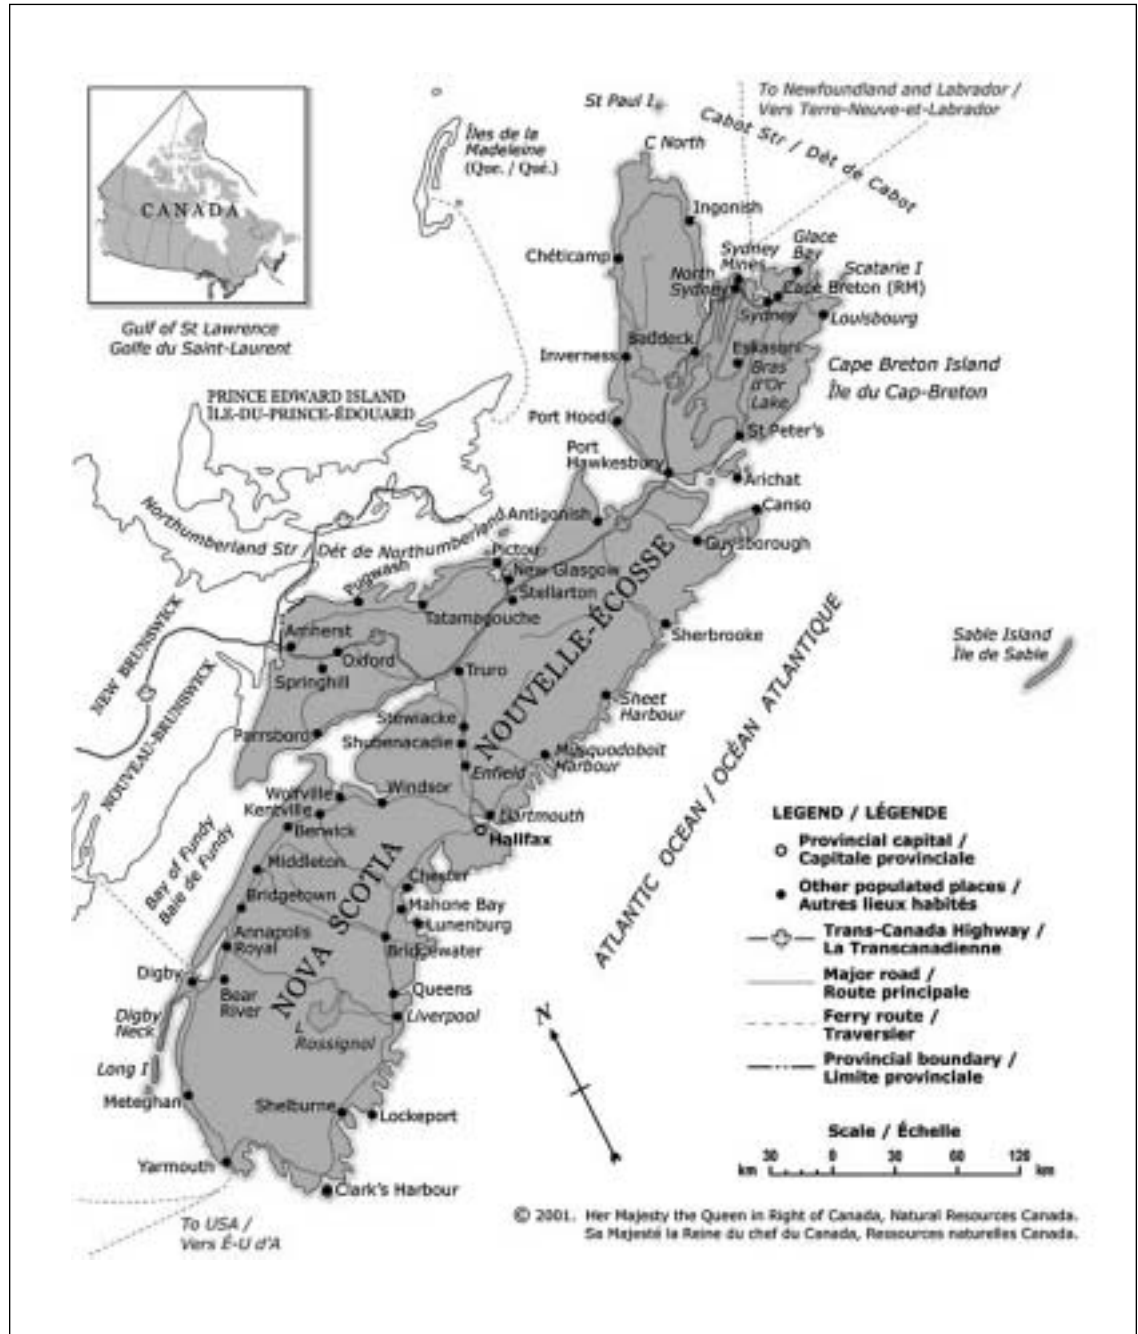 To Newfoundland and Labrador /
Vers Terre-Neuve-et-Labrador
St Paul I
Cabot Str / Dét de Cabot
Îles de la
Madeleine
(Que. / Qué.)
C North
CANADA
Ingonish
Sydney
Mines
Glace
Bay
Chéticamp
North
Sydney
Scatarie I
Cape Breton (RM)
Sydney
Louisbourg
Gulf of St Lawrence
Golfe du Saint-Laurent
Baddeck
Eskasoni
Inverness
Bras
d'Or
Lake
Cape Breton Island
Île du Cap-Breton
PRINCE EDWARD ISLAND
ÎLE-DU-PRINCE-ÉDOUARD
Port Hood
St Peter's
Port
Hawkesbury
Arichat
Canso
Northumberland Str / Dét de Northumberland
Antigonish
Guysborough
Pictou
New Glasgow
Stellarton
Pugwash
Tatamagouche
NOUVELLE-ÉCOSSE
Sherbrooke
Amherst
Oxford
Springhill
Truro
NEW BRUNSWICK
NOUVEAU-BRUNSWICK
Sable Island
Île de Sable
Sheet
Harbour
Stewiacke
Parrsboro
Shubenacadie
Musquodoboit
Harbour
Enfield
ATLANTIC OCEAN / OCÉAN ATLANTIQUE
Windsor
Wolfville
Kentville
Berwick
Dartmouth
Halifax
Bay of Fundy
Baie de Fundy
Middleton
Bridgetown
Chester
Mahone Bay
Lunenburg
NOVA SCOTIA
Annapolis
Royal
Bridgewater
Digby
Bear
River
Queens
Liverpool
Digby
Neck
L
Rossignol
Long I
Meteghan
Shelburne
Lockeport
Yarmouth
Clark's Harbour
To USA /
Vers É-U d'A
N
LEGEND / LÉGENDE
Provincial capital /
Capitale provinciale
Other populated places /
Autres lieux habités
Trans-Canada Highway /
La Transcanadienne
Major road /
Route principale
Ferry route /
Traversier
Provincial boundary /
Limite provinciale
Scale / Échelle
30 0 30 60 120
km km
© 2001. Her Majesty the Queen in Right of Canada, Natural Resources Canada.
Sa Majesté la Reine du chef du Canada, Ressources naturelles Canada.